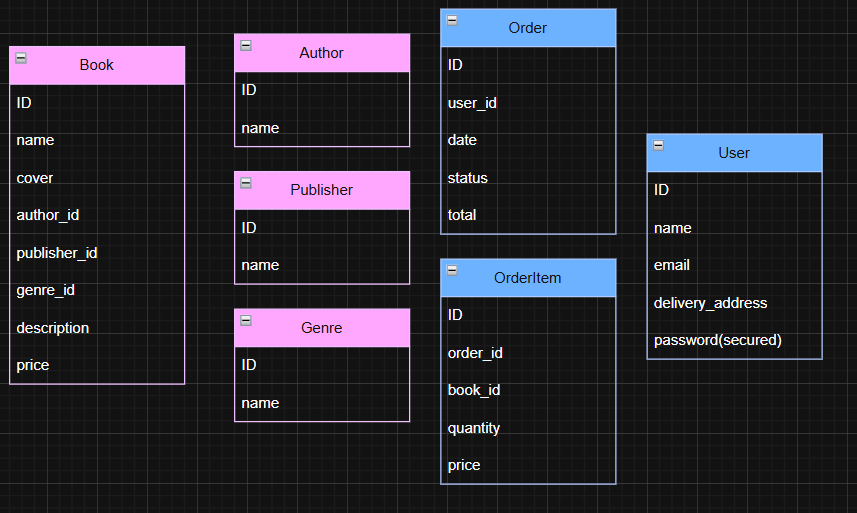 Book
ID
name
cover
author_id
publisher_id
genre_id
description
price
Author
ID
name
Publisher
ID
name
Genre
ID
name
Order
ID
user_id
date
status
total
OrderItem
ID
order_id
book_id
quantity
price
User
ID
name
email
delivery_address
password(secured)